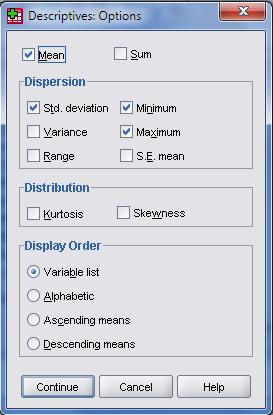 Descriptives: Options
Mean Sum
Dispersion
Std. deviation Minimum
Variance Maximum
Range S.E. mean
Distribution
Kurtosis Skewness
Display Order
Variable list
Alphabetic
Ascending means
Descending means
Continue Cancel Help